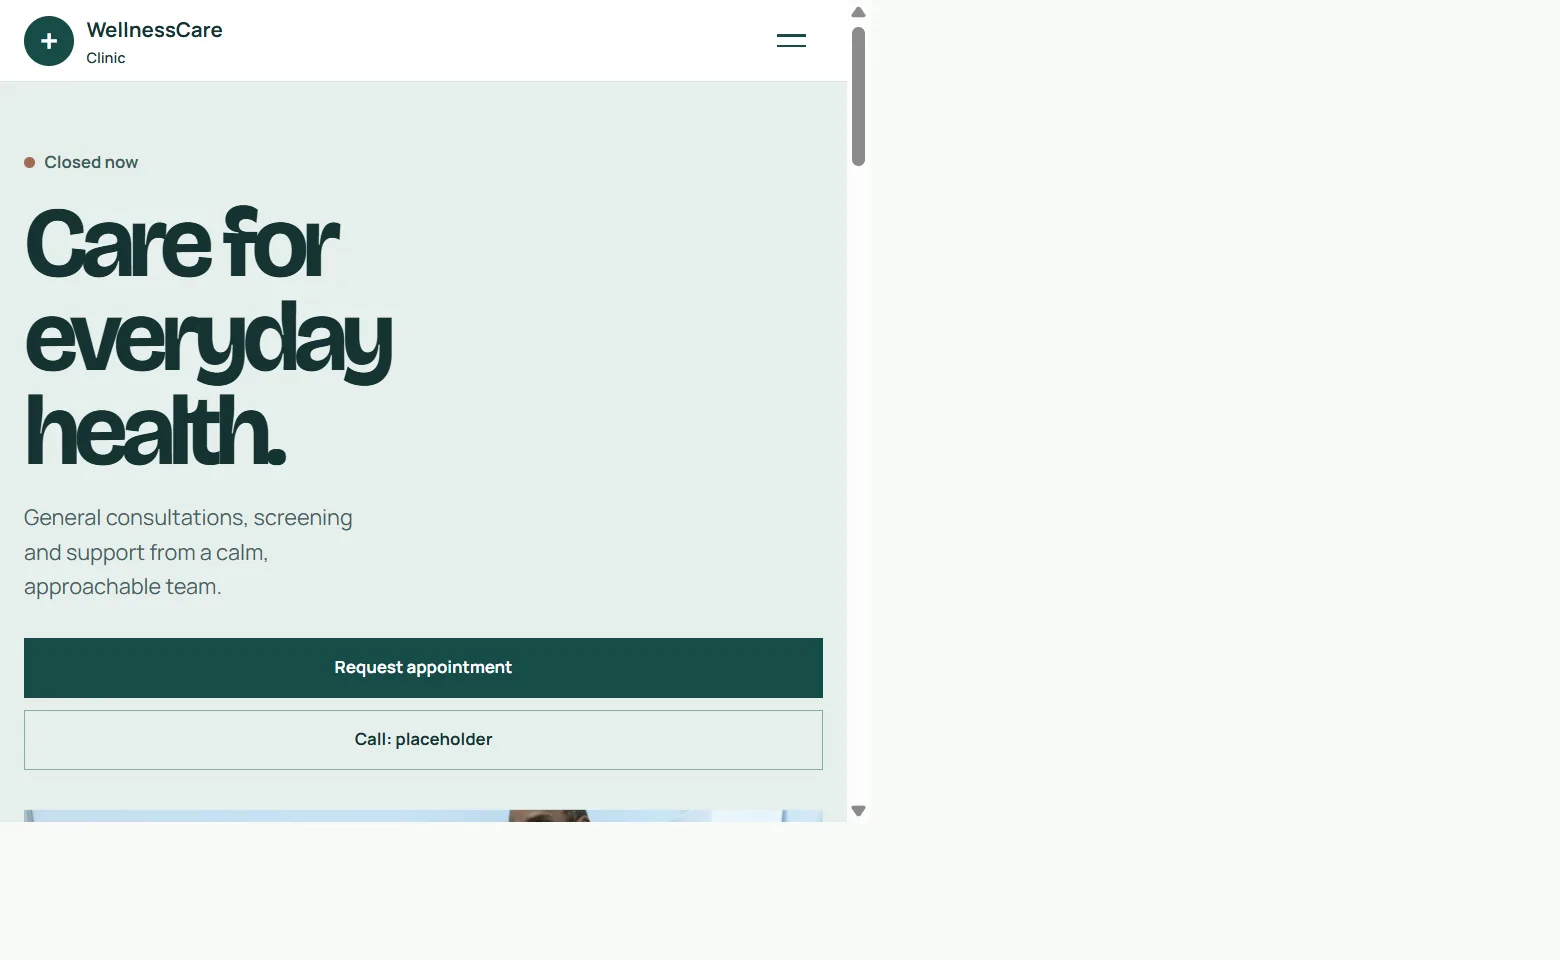 WellnessCare
Clinic
Closed now
Care for
everyday
health.
General consultations, screening
and support from a calm,
approachable team.
Request appointment
Call: placeholder